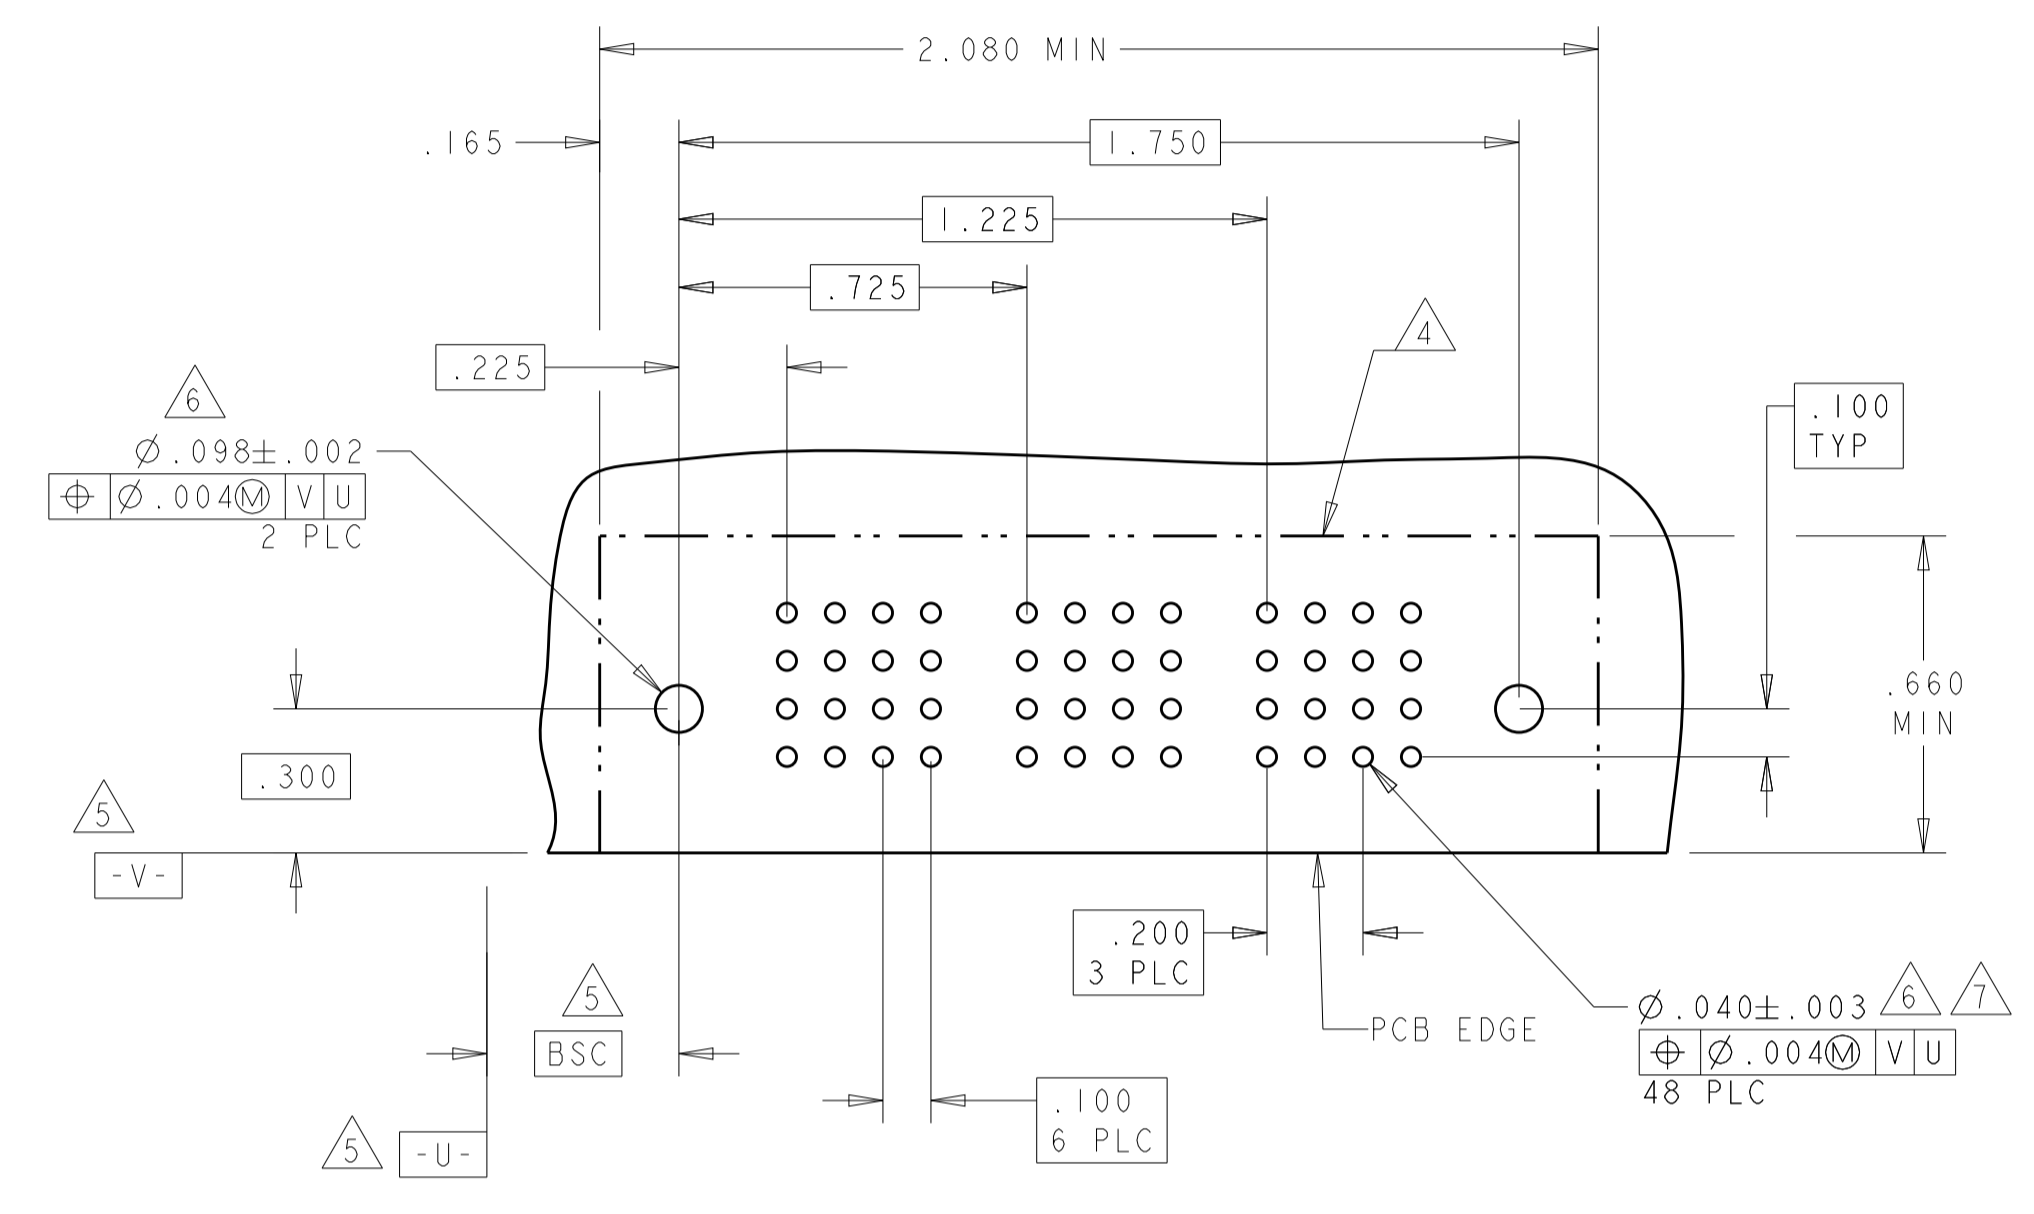 2.080 MIN
.165
1.750
1.225
.725
.225
4
6
.100
TYP
⌀.098±.002
⌖ ⌀.004Ⓜ V U
2 PLC
.660
MIN
.300
5
-V-
.200
3 PLC
5
6
7
⌀.040±.003
PCB EDGE
BSC
⌖ ⌀.004Ⓜ V U
48 PLC
.100
6 PLC
5
-U-